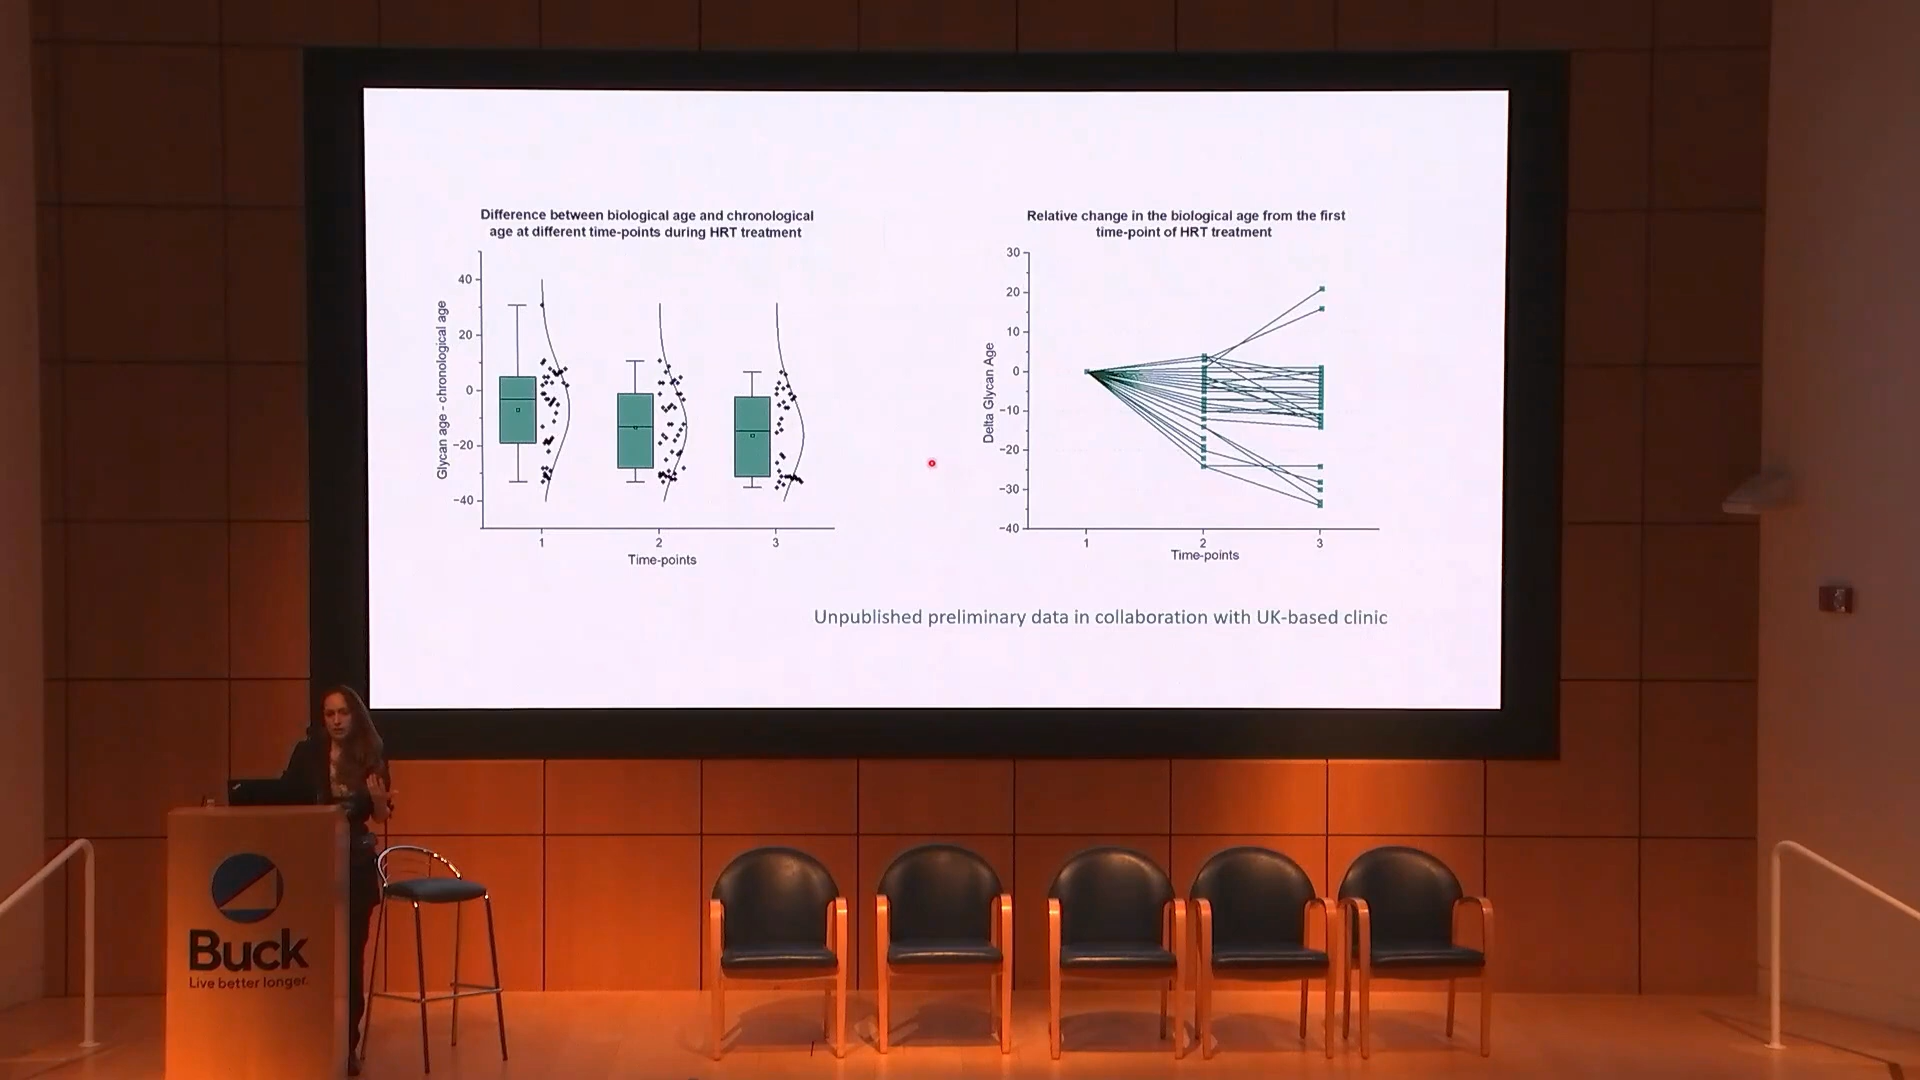 Difference between biological age and chronological
age at different time-points during HRT treatment
Glycan age - chronological age
40
20
0
−20
−40
1
2
3
Time-points
Relative change in the biological age from the first
time-point of HRT treatment
Delta Glycan Age
30
20
10
0
−10
−20
−30
−40
1
2
3
Time-points
Unpublished preliminary data in collaboration with UK-based clinic
Buck
Live better longer.